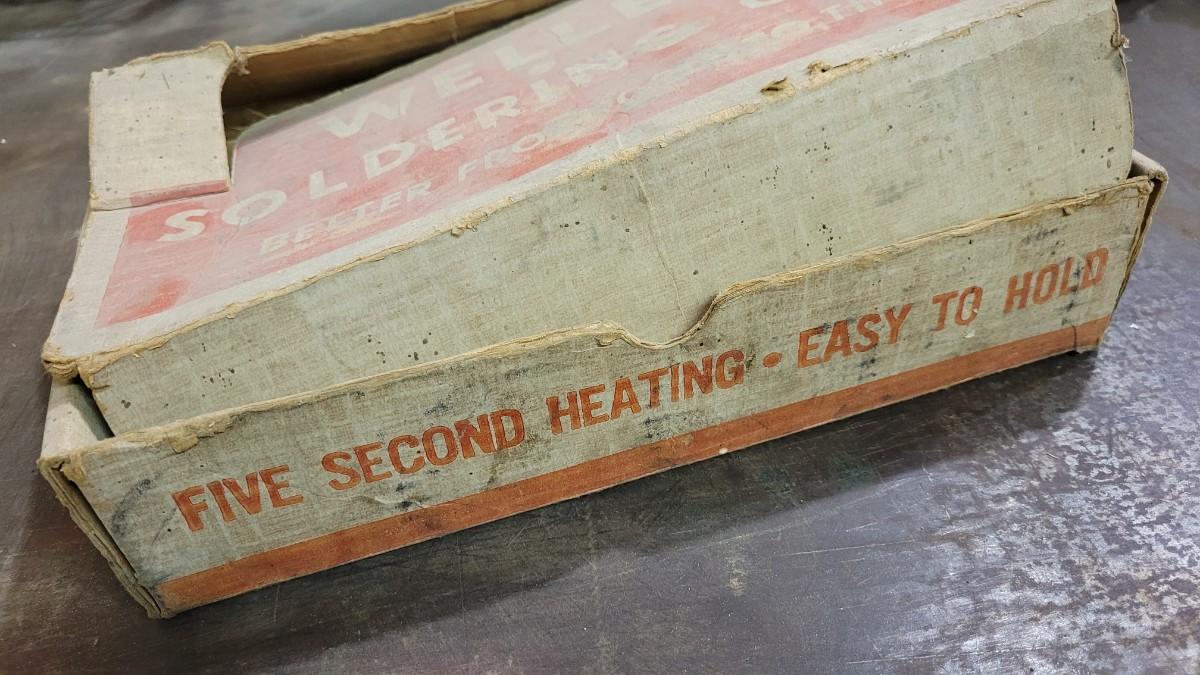 WELLE
SOLDERING G
BETTER FRO
FIVE SECOND HEATING • EASY TO HOLD